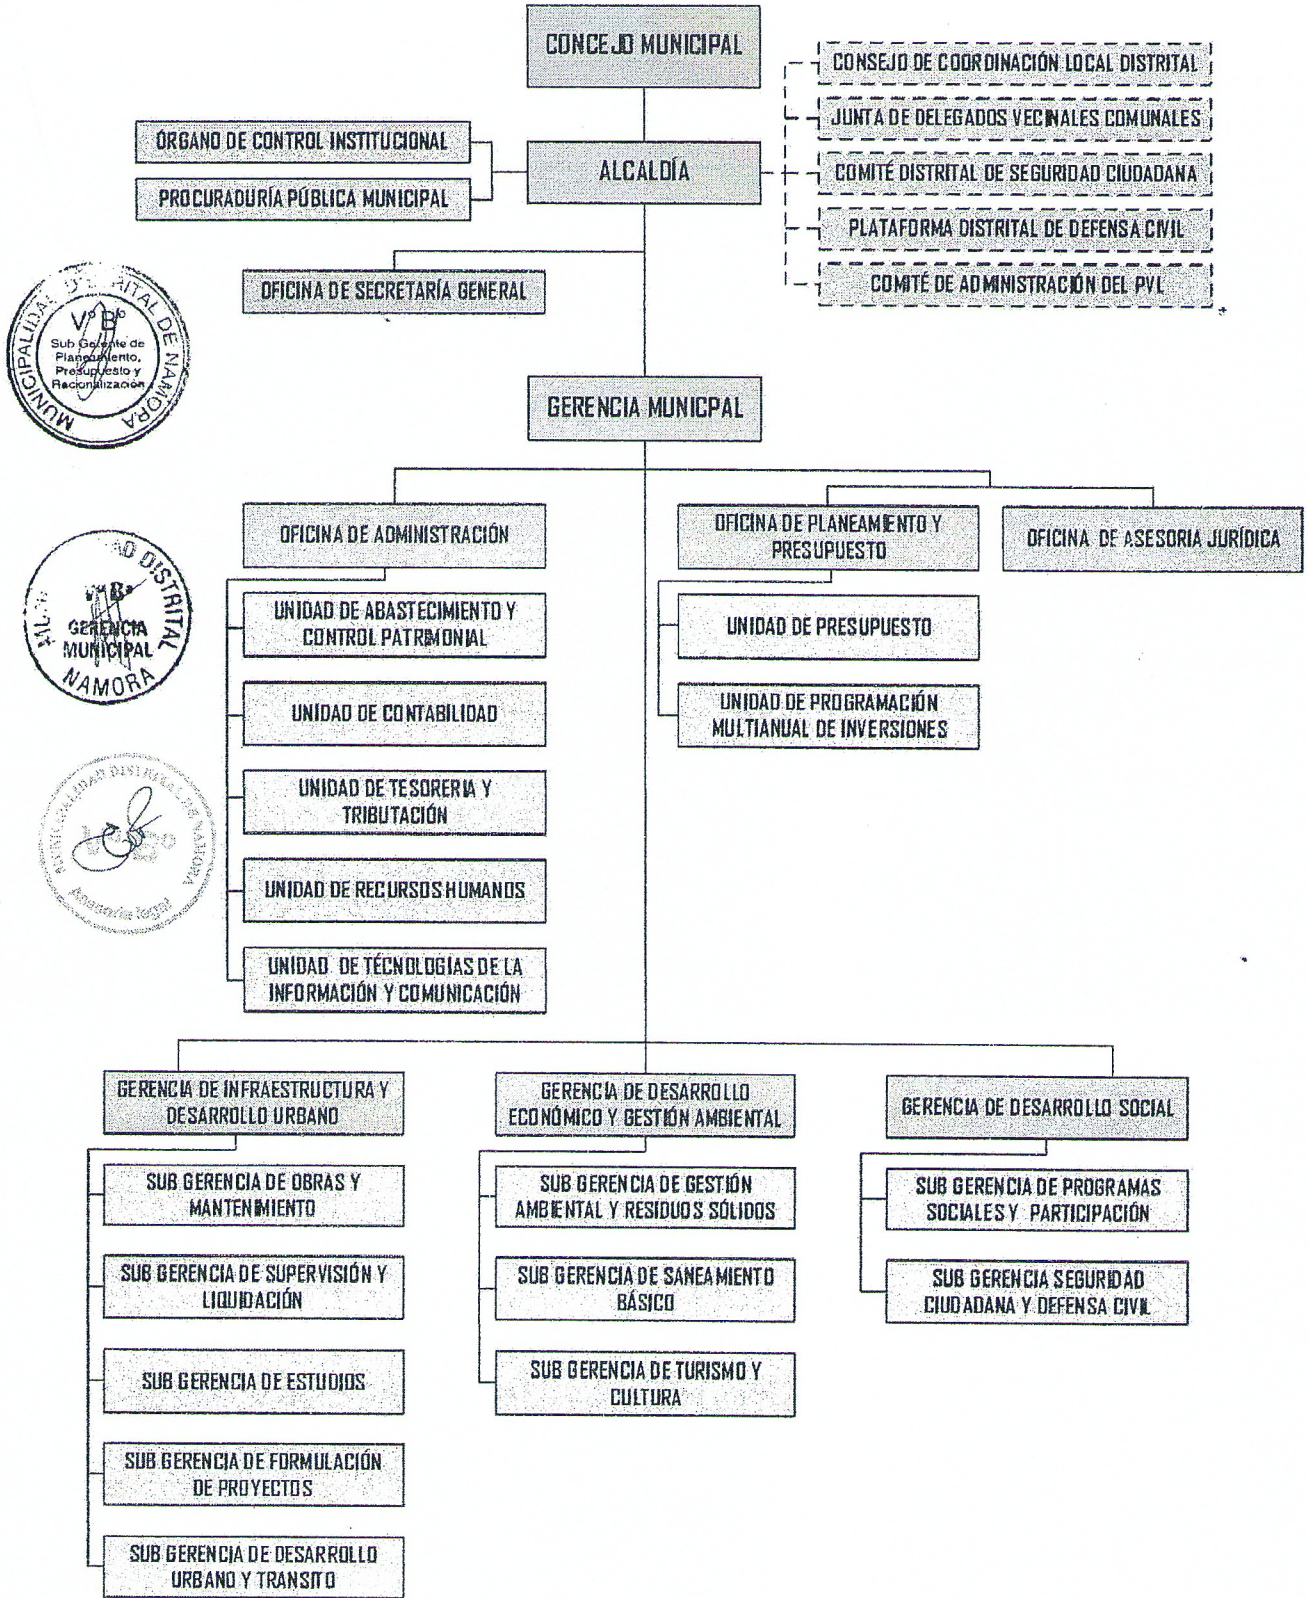 CONCEJO MUNICIPAL
CONSEJO DE COORDINACIÓN LOCAL DISTRITAL
JUNTA DE DELEGADOS VECINALES COMUNALES
ÓRGANO DE CONTROL INSTITUCIONAL
ALCALDÍA
COMITÉ DISTRITAL DE SEGURIDAD CIUDADANA
PROCURADURÍA PÚBLICA MUNICIPAL
PLATAFORMA DISTRITAL DE DEFENSA CIVIL
COMITÉ DE ADMINISTRACIÓN DEL PVL
OFICINA DE SECRETARÍA GENERAL
MUNICIPALIDAD DISTRITAL DE NAMORA
V° B°
Sub Gerente de
Planeamiento,
Presupuesto y
Racionalización
GERENCIA MUNICPAL
OFICINA DE ADMINISTRACIÓN
OFICINA DE PLANEAMIENTO Y
PRESUPUESTO
OFICINA DE ASESORIA JURÍDICA
DISTRITAL
GERENCIA
MUNICIPAL
NAMORA
UNIDAD DE ABASTECIMIENTO Y
CONTROL PATRIMONIAL
UNIDAD DE PRESUPUESTO
UNIDAD DE CONTABILIDAD
UNIDAD DE PROGRAMACIÓN
MULTIANUAL DE INVERSIONES
MUNICIPALIDAD DISTRITAL DE NAMORA
V° B°
Asesoría legal
UNIDAD DE TESORERIA Y
TRIBUTACIÓN
UNIDAD DE RECURSOS HUMANOS
UNIDAD DE TÉCNOLOGÍAS DE LA
INFORMACIÓN Y COMUNICACIÓN
GERENCIA DE INFRAESTRUCTURA Y
DESARROLLO URBANO
GERENCIA DE DESARROLLO
ECONÓMICO Y GESTIÓN AMBIENTAL
GERENCIA DE DESARROLLO SOCIAL
SUB GERENCIA DE OBRAS Y
MANTENIMIENTO
SUB GERENCIA DE GESTIÓN
AMBIENTAL Y RESIDUOS SÓLIDOS
SUB GERENCIA DE PROGRAMAS
SOCIALES Y PARTICIPACIÓN
SUB GERENCIA DE SUPERVISIÓN Y
LIQUIDACIÓN
SUB GERENCIA DE SANEAMIENTO
BÁSICO
SUB GERENCIA SEGURIDAD
CIUDADANA Y DEFENSA CIVIL
SUB GERENCIA DE ESTUDIOS
SUB GERENCIA DE TURISMO Y
CULTURA
SUB GERENCIA DE FORMULACIÓN
DE PROYECTOS
SUB GERENCIA DE DESARROLLO
URBANO Y TRANSITO